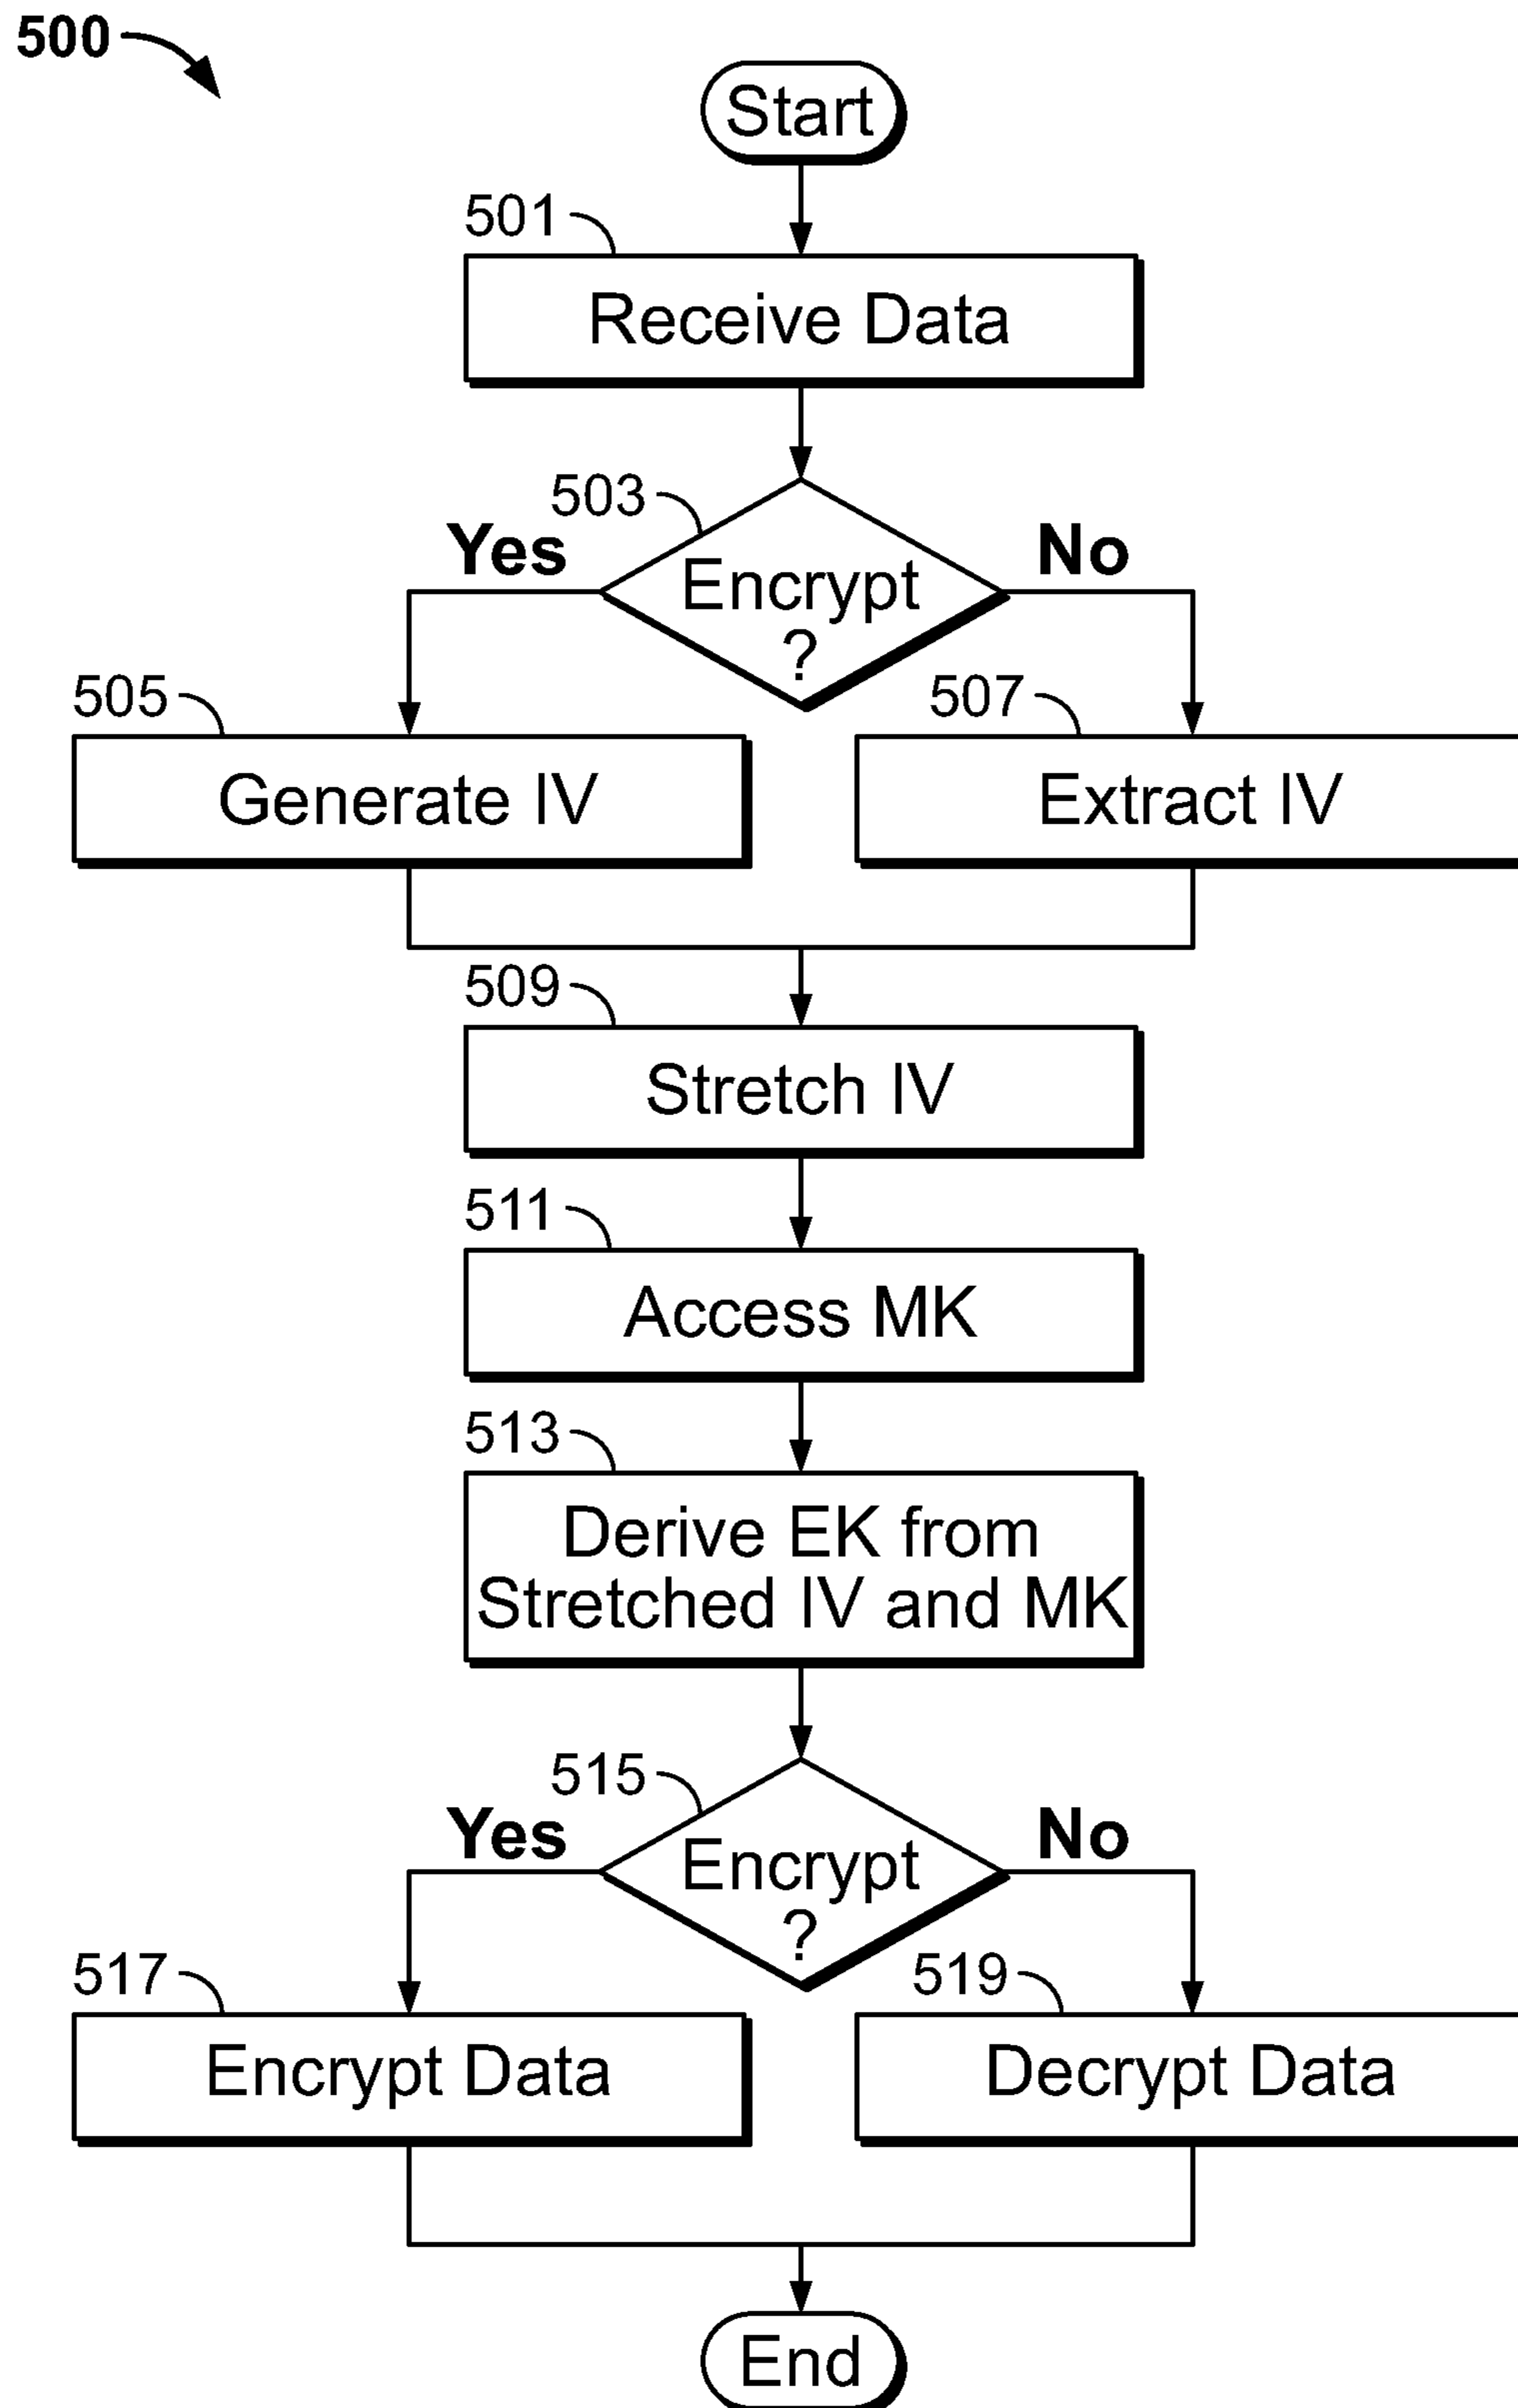 500
Start
501
Receive Data
503
Yes
No
Encrypt
?
505
507
Generate IV
Extract IV
509
Stretch IV
511
Access MK
513
Derive EK from
Stretched IV and MK
515
Yes
No
Encrypt
?
517
519
Encrypt Data
Decrypt Data
End